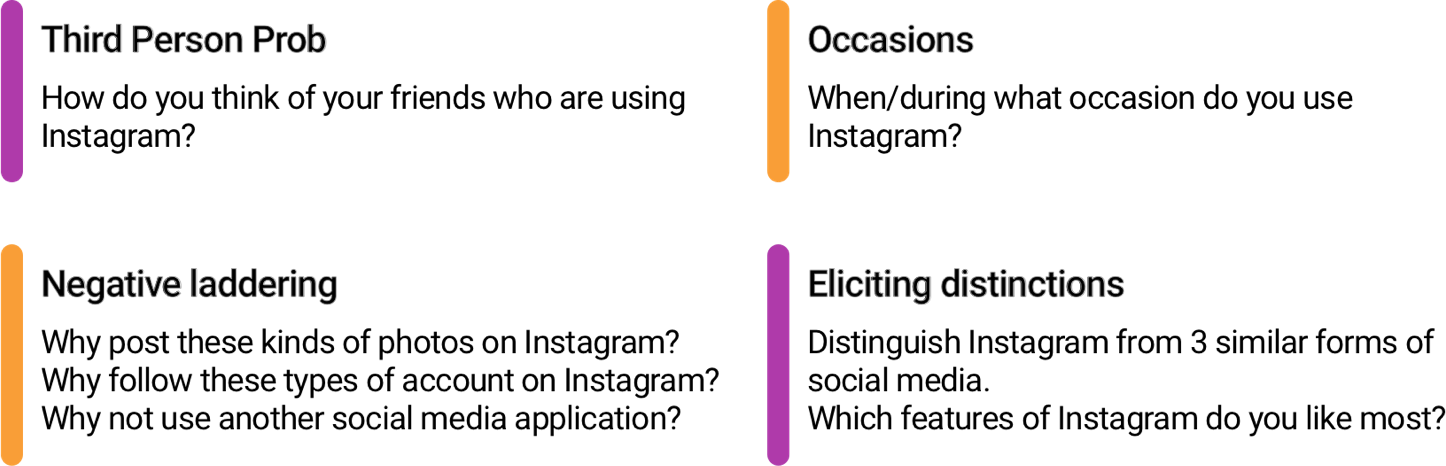 Third Person Prob
How do you think of your friends who are using
Instagram?
Occasions
When/during what occasion do you use
Instagram?
Negative laddering
Why post these kinds of photos on Instagram?
Why follow these types of account on Instagram?
Why not use another social media application?
Eliciting distinctions
Distinguish Instagram from 3 similar forms of
social media.
Which features of Instagram do you like most?